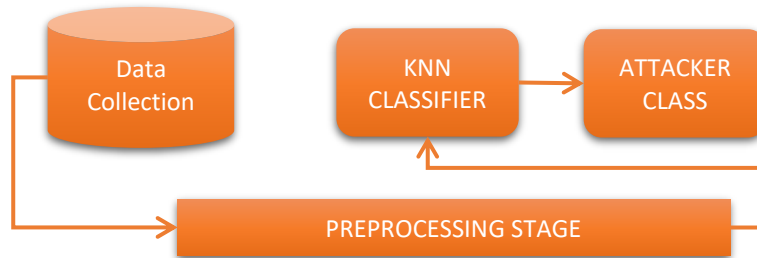 Data
Collection
KNN
CLASSIFIER
ATTACKER
CLASS
PREPROCESSING STAGE